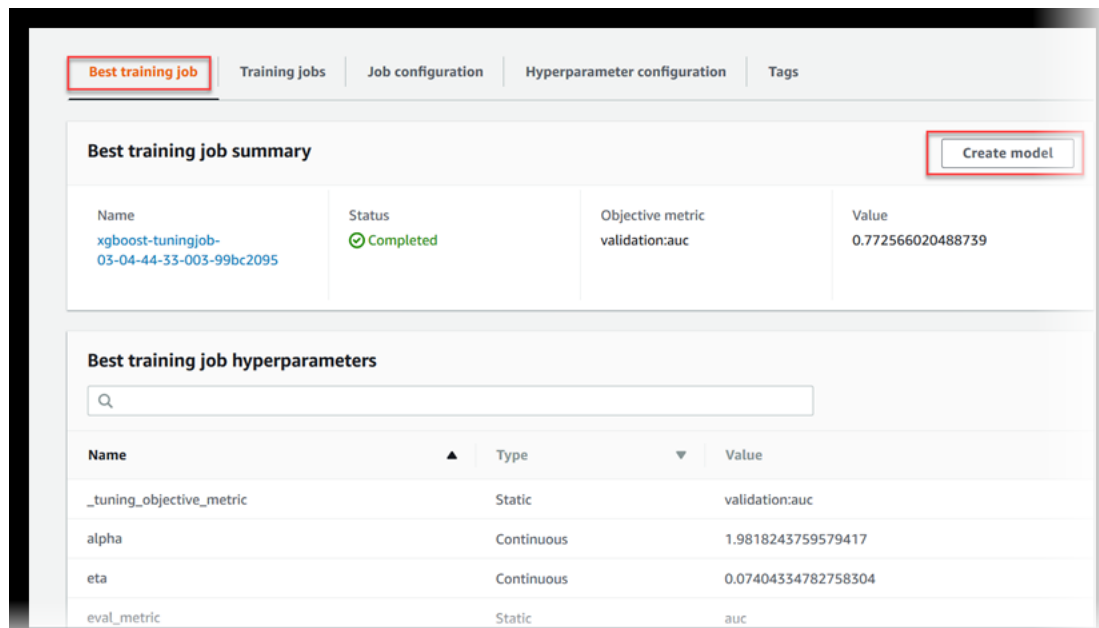 Best training job Training jobs Job configuration Hyperparameter configuration Tags
Best training job summary Create model
Name Status Objective metric Value
xgboost-tuningjob- Completed validation:auc 0.772566020488739
03-04-44-33-003-99bc2095
Best training job hyperparameters
Name Type Value
_tuning_objective_metric Static validation:auc
alpha Continuous 1.9818243759579417
eta Continuous 0.07404334782758304
eval_metric Static auc